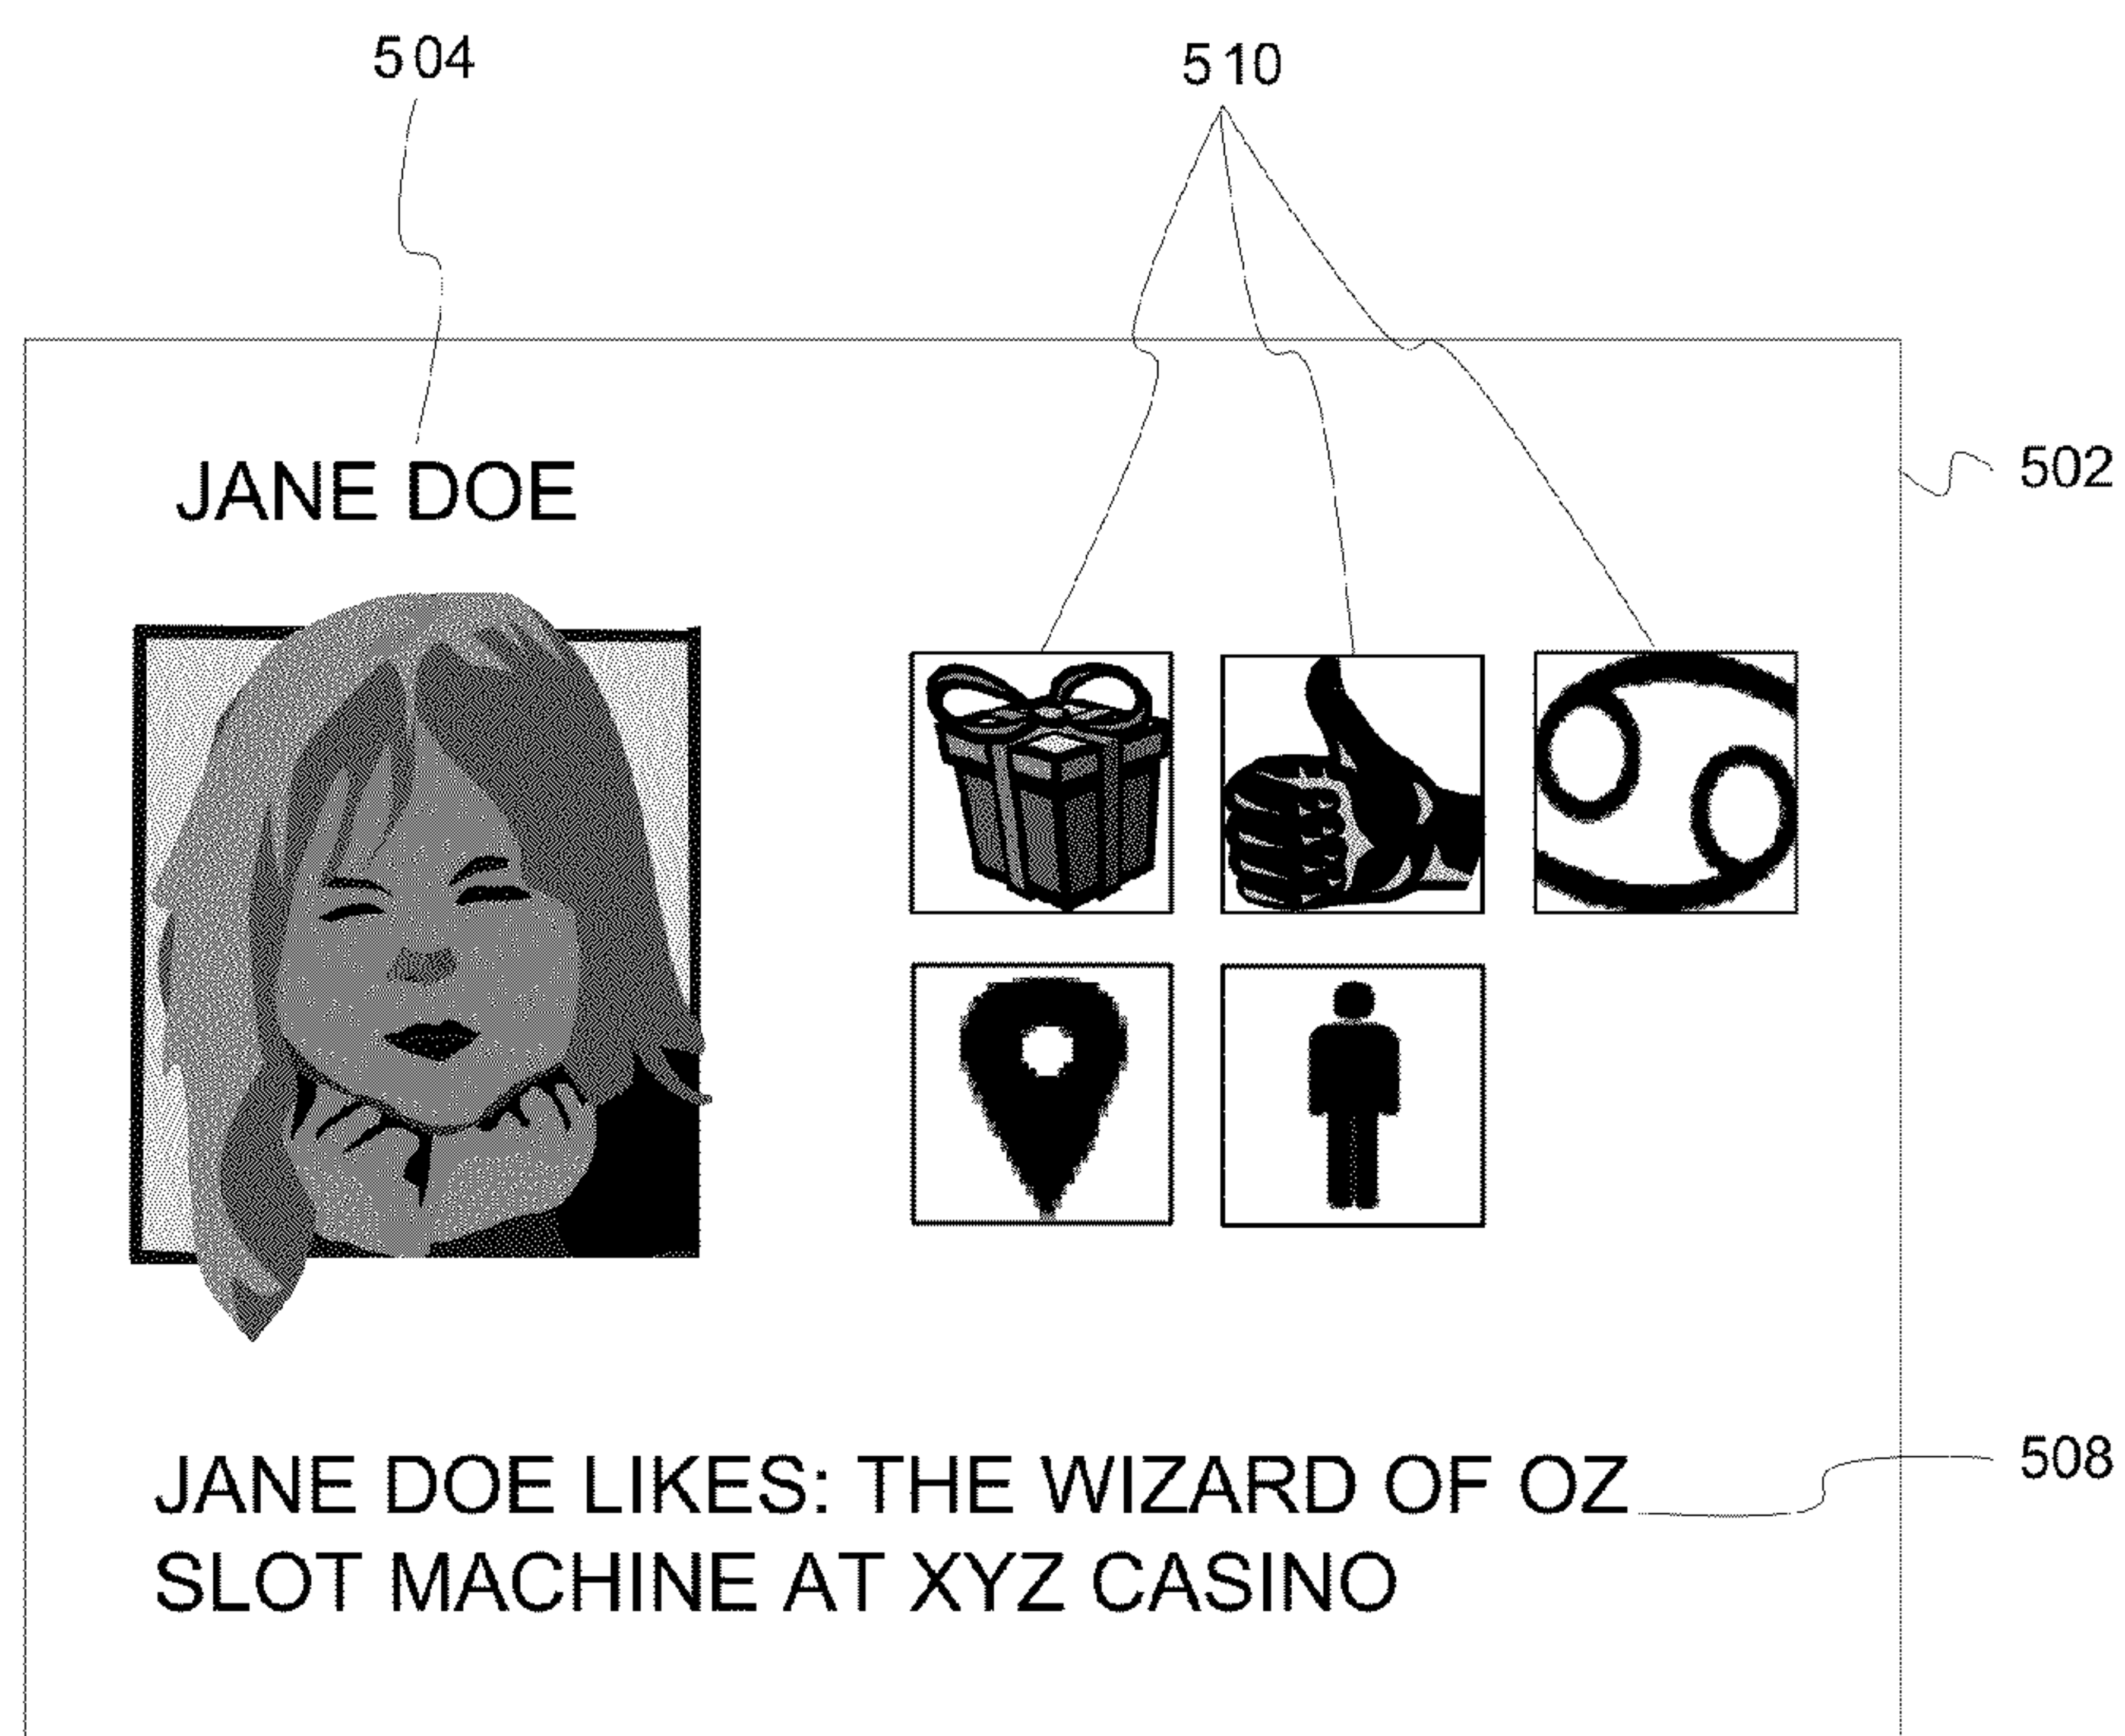 504
510
502
JANE DOE
508
JANE DOE LIKES: THE WIZARD OF OZ
SLOT MACHINE AT XYZ CASINO